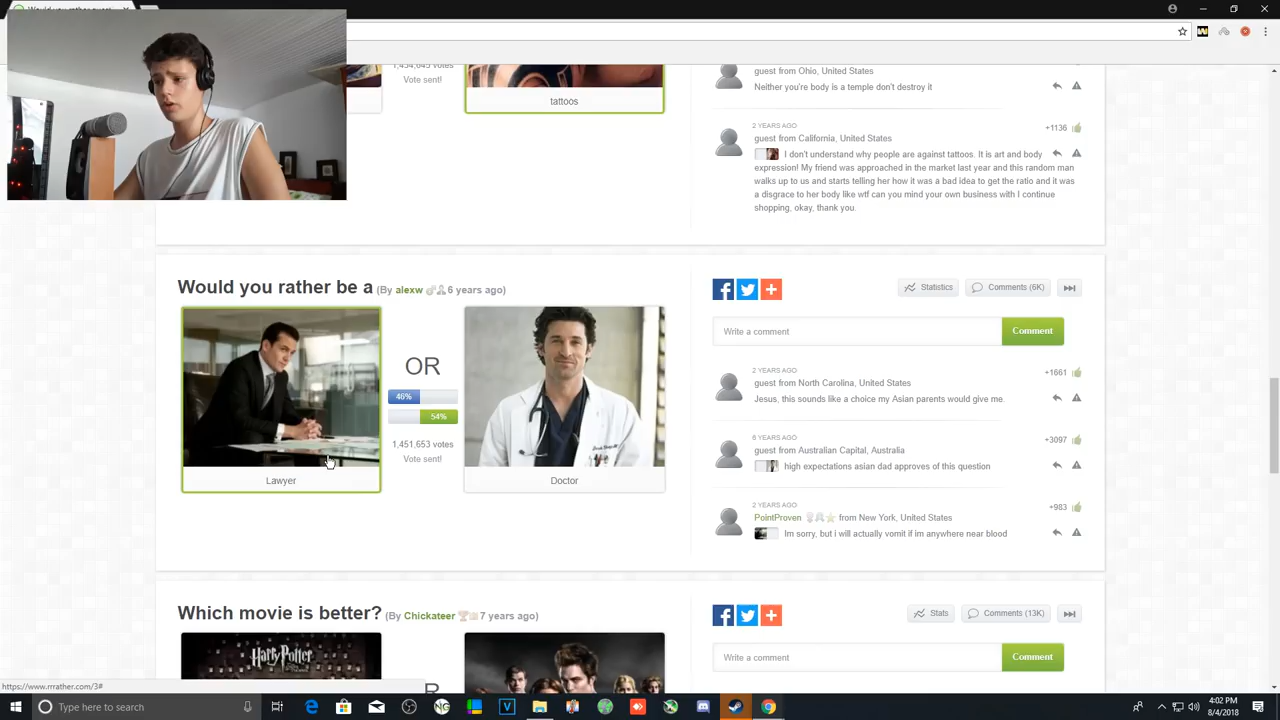 1,454,645 votes
Vote sent!
tattoos
guest from Ohio, United States
Neither you're body is a temple don't destroy it
2 YEARS AGO
+1136
guest from California, United States
I don't understand why people are against tattoos. It is art and body
expression! My friend was approached in the market last year and this random man
walks up to us and starts telling her how it was a bad idea to get the ratio and it was
a disgrace to her body like wtf can you mind your own business with I continue
shopping, okay, thank you.
Would you rather be a (By alexw 6 years ago)
Statistics
Comments (6K)
Write a comment
Comment
OR
46%
54%
1,451,653 votes
Vote sent!
Lawyer
Doctor
2 YEARS AGO
+1661
guest from North Carolina, United States
Jesus, this sounds like a choice my Asian parents would give me.
6 YEARS AGO
+3097
guest from Australian Capital, Australia
high expectations asian dad approves of this question
2 YEARS AGO
+983
PointProven from New York, United States
Im sorry, but i will actually vomit if im anywhere near blood
Which movie is better? (By Chickateer 7 years ago)
Stats
Comments (13K)
Write a comment
Comment
Harry Potter
https://www.rrrather.com/3#
Type here to search
4:02 PM
8/4/2018